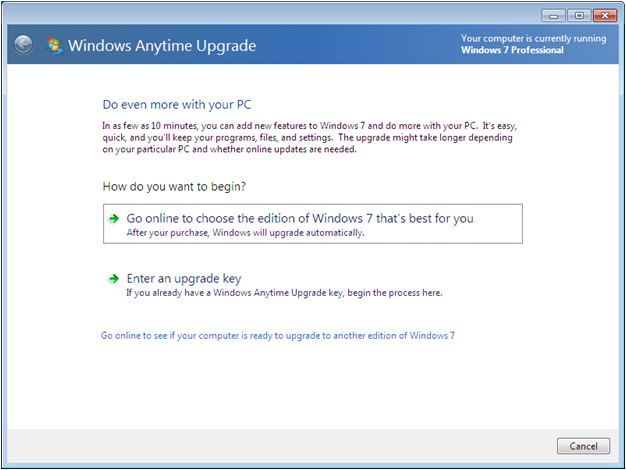 Windows Anytime Upgrade
Your computer is currently running
Windows 7 Professional
Do even more with your PC
In as few as 10 minutes, you can add new features to Windows 7 and do more with your PC. It's easy,
quick, and you'll keep your programs, files, and settings. The upgrade might take longer depending
on your particular PC and whether online updates are needed.
How do you want to begin?
Go online to choose the edition of Windows 7 that's best for you
After your purchase, Windows will upgrade automatically.
Enter an upgrade key
If you already have a Windows Anytime Upgrade key, begin the process here.
Go online to see if your computer is ready to upgrade to another edition of Windows 7
Cancel